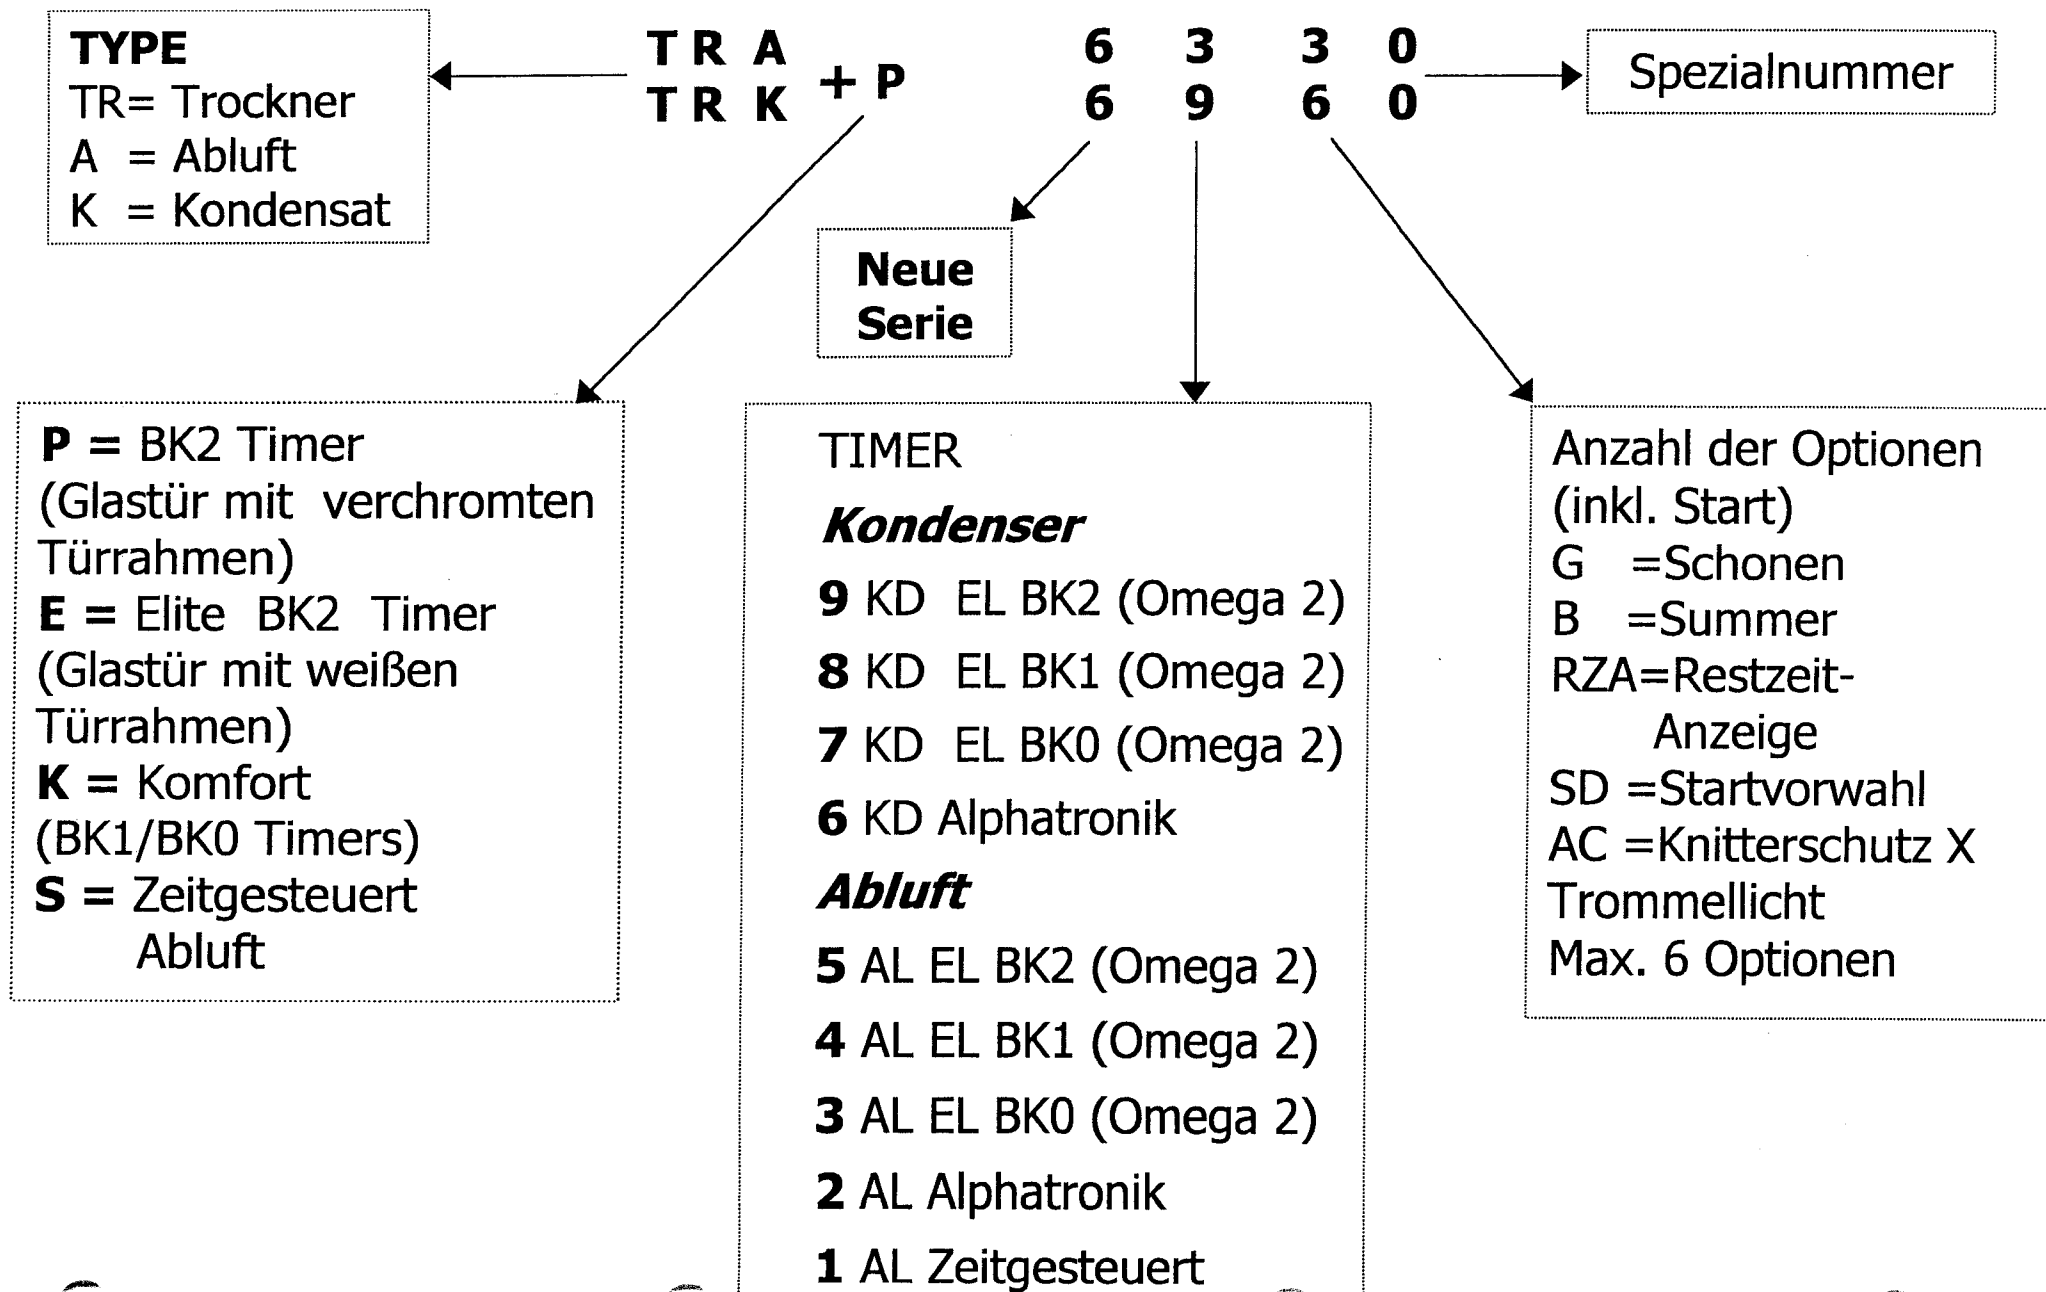 TYPE
TR= Trockner
A = Abluft
K = Kondensat
T R A
T R K
+ P
6 3 3 0
6 9 6 0
Spezialnummer
Neue
Serie
P = BK2 Timer
(Glastür mit verchromten
Türrahmen)
E = Elite BK2 Timer
(Glastür mit weißen
Türrahmen)
K = Komfort
(BK1/BK0 Timers)
S = Zeitgesteuert
Abluft
TIMER
Kondenser
9 KD EL BK2 (Omega 2)
8 KD EL BK1 (Omega 2)
7 KD EL BK0 (Omega 2)
6 KD Alphatronik
Abluft
5 AL EL BK2 (Omega 2)
4 AL EL BK1 (Omega 2)
3 AL EL BK0 (Omega 2)
2 AL Alphatronik
1 AL Zeitgesteuert
Anzahl der Optionen
(inkl. Start)
G =Schonen
B =Summer
RZA=Restzeit-
Anzeige
SD =Startvorwahl
AC =Knitterschutz X
Trommellicht
Max. 6 Optionen